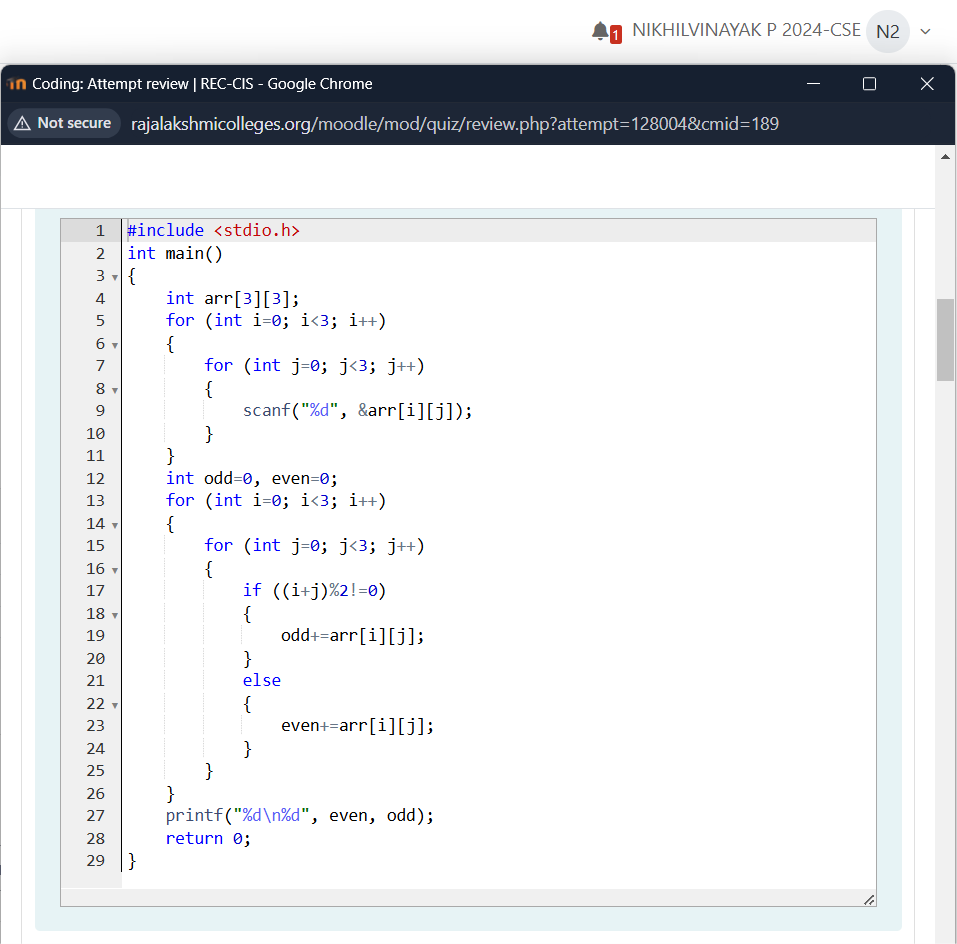 1
NIKHILVINAYAK P 2024-CSE
N2
Coding: Attempt review | REC-CIS - Google Chrome
Not secure
rajalakshmicolleges.org/moodle/mod/quiz/review.php?attempt=128004&cmid=189
1 #include <stdio.h>
2 int main()
3 {
4     int arr[3][3];
5     for (int i=0; i<3; i++)
6     {
7         for (int j=0; j<3; j++)
8         {
9             scanf("%d", &arr[i][j]);
10         }
11     }
12     int odd=0, even=0;
13     for (int i=0; i<3; i++)
14     {
15         for (int j=0; j<3; j++)
16         {
17             if ((i+j)%2!=0)
18             {
19                 odd+=arr[i][j];
20             }
21             else
22             {
23                 even+=arr[i][j];
24             }
25         }
26     }
27     printf("%d\n%d", even, odd);
28     return 0;
29 }